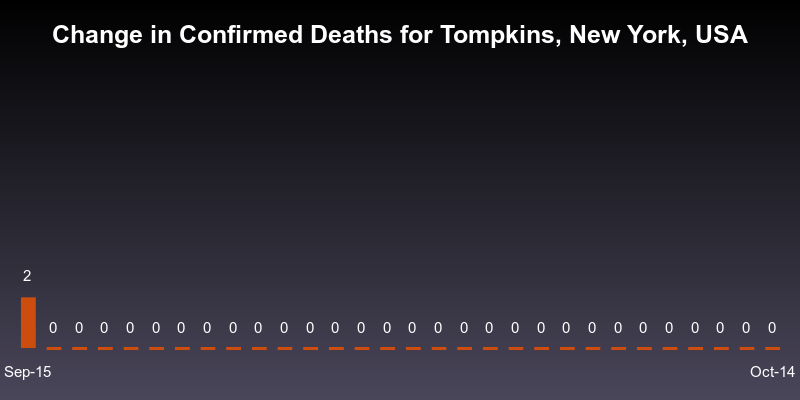 Change in Confirmed Deaths for Tompkins, New York, USA
2
0 0 0 0 0 0 0 0 0 0 0 0 0 0 0 0 0 0 0 0 0 0 0 0 0 0 0 0 0
Sep-15 Oct-14